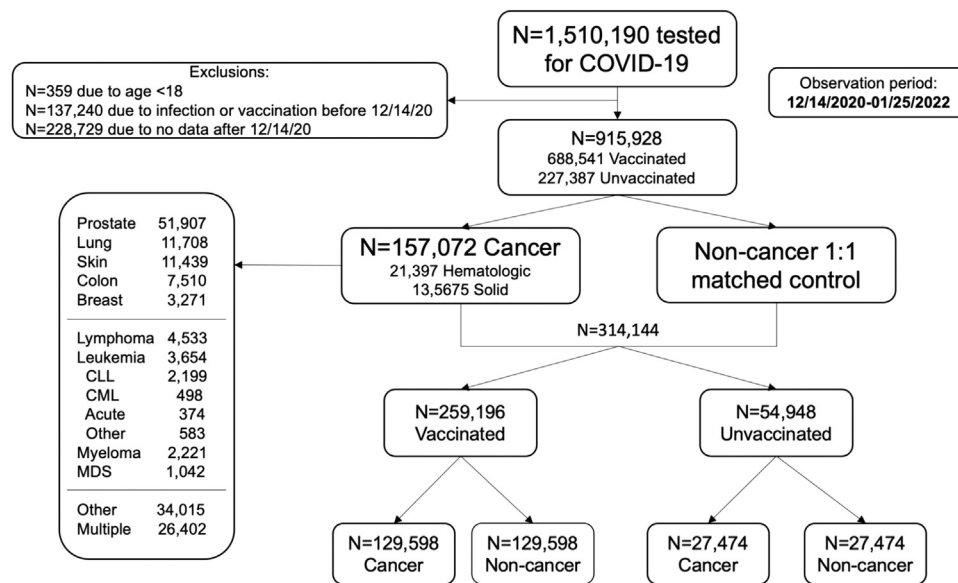 N=1,510,190 tested
for COVID-19
Exclusions:
N=359 due to age <18
N=137,240 due to infection or vaccination before 12/14/20
N=228,729 due to no data after 12/14/20
Observation period:
12/14/2020-01/25/2022
N=915,928
688,541 Vaccinated
227,387 Unvaccinated
Prostate 51,907
Lung 11,708
Skin 11,439
Colon 7,510
Breast 3,271
Lymphoma 4,533
Leukemia 3,654
CLL 2,199
CML 498
Acute 374
Other 583
Myeloma 2,221
MDS 1,042
Other 34,015
Multiple 26,402
N=157,072 Cancer
21,397 Hematologic
13,5675 Solid
Non-cancer 1:1
matched control
N=314,144
N=259,196
Vaccinated
N=54,948
Unvaccinated
N=129,598
Cancer
N=129,598
Non-cancer
N=27,474
Cancer
N=27,474
Non-cancer